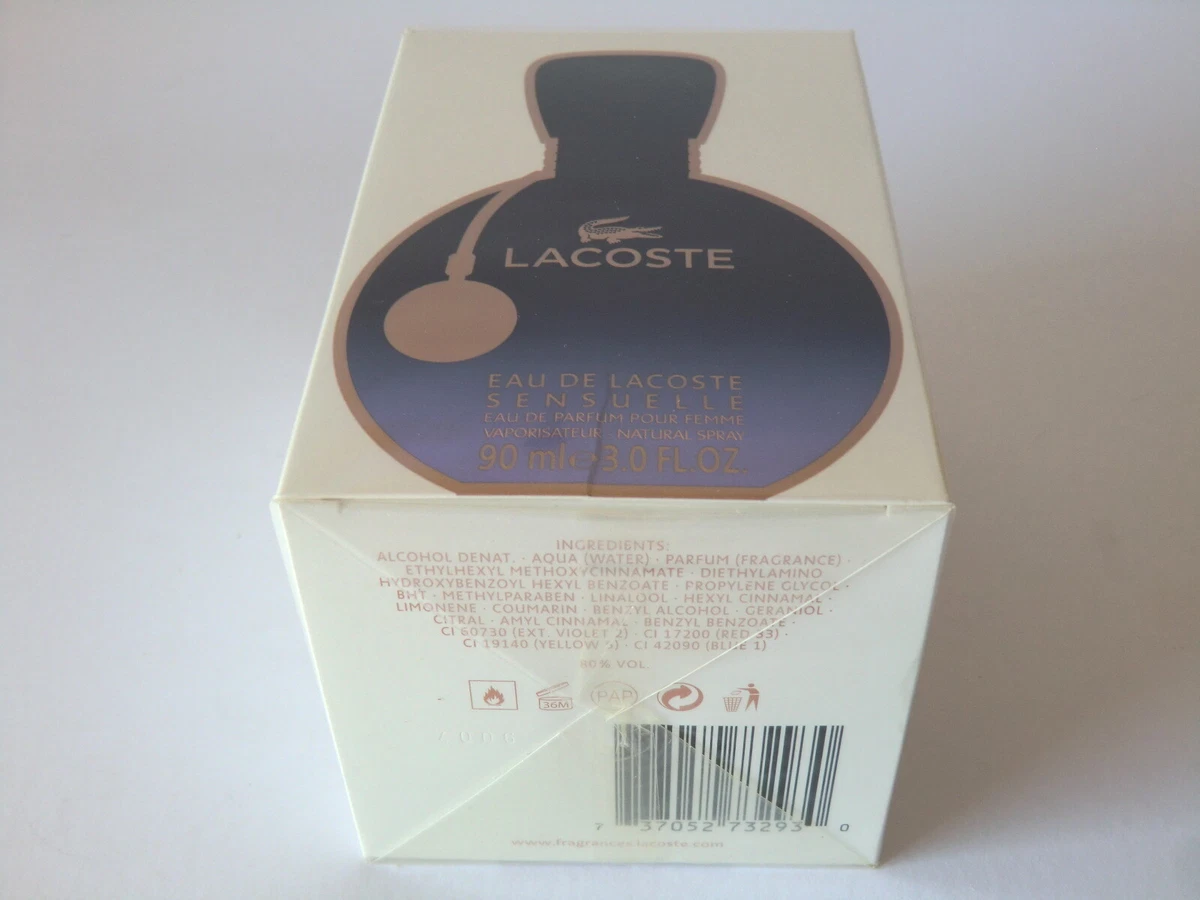 LACOSTE
EAU DE LACOSTE
SENSUELLE
EAU DE PARFUM POUR FEMME
VAPORISATEUR · NATURAL SPRAY
90 ml e 3.0 FL.OZ.
INGREDIENTS:
ALCOHOL DENAT. · AQUA (WATER) · PARFUM (FRAGRANCE) ·
ETHYLHEXYL METHOXYCINNAMATE · DIETHYLAMINO
HYDROXYBENZOYL HEXYL BENZOATE · PROPYLENE GLYCOL ·
BHT · METHYLPARABEN · LINALOOL · HEXYL CINNAMAL ·
LIMONENE · COUMARIN · BENZYL ALCOHOL · GERANIOL ·
CITRAL · AMYL CINNAMAL · BENZYL BENZOATE ·
CI 60730 (EXT. VIOLET 2) · CI 17200 (RED 33) ·
CI 19140 (YELLOW 5) · CI 42090 (BLUE 1)
80% VOL.
36M PAP
7 37052 73293 0
www.fragrances.lacoste.com